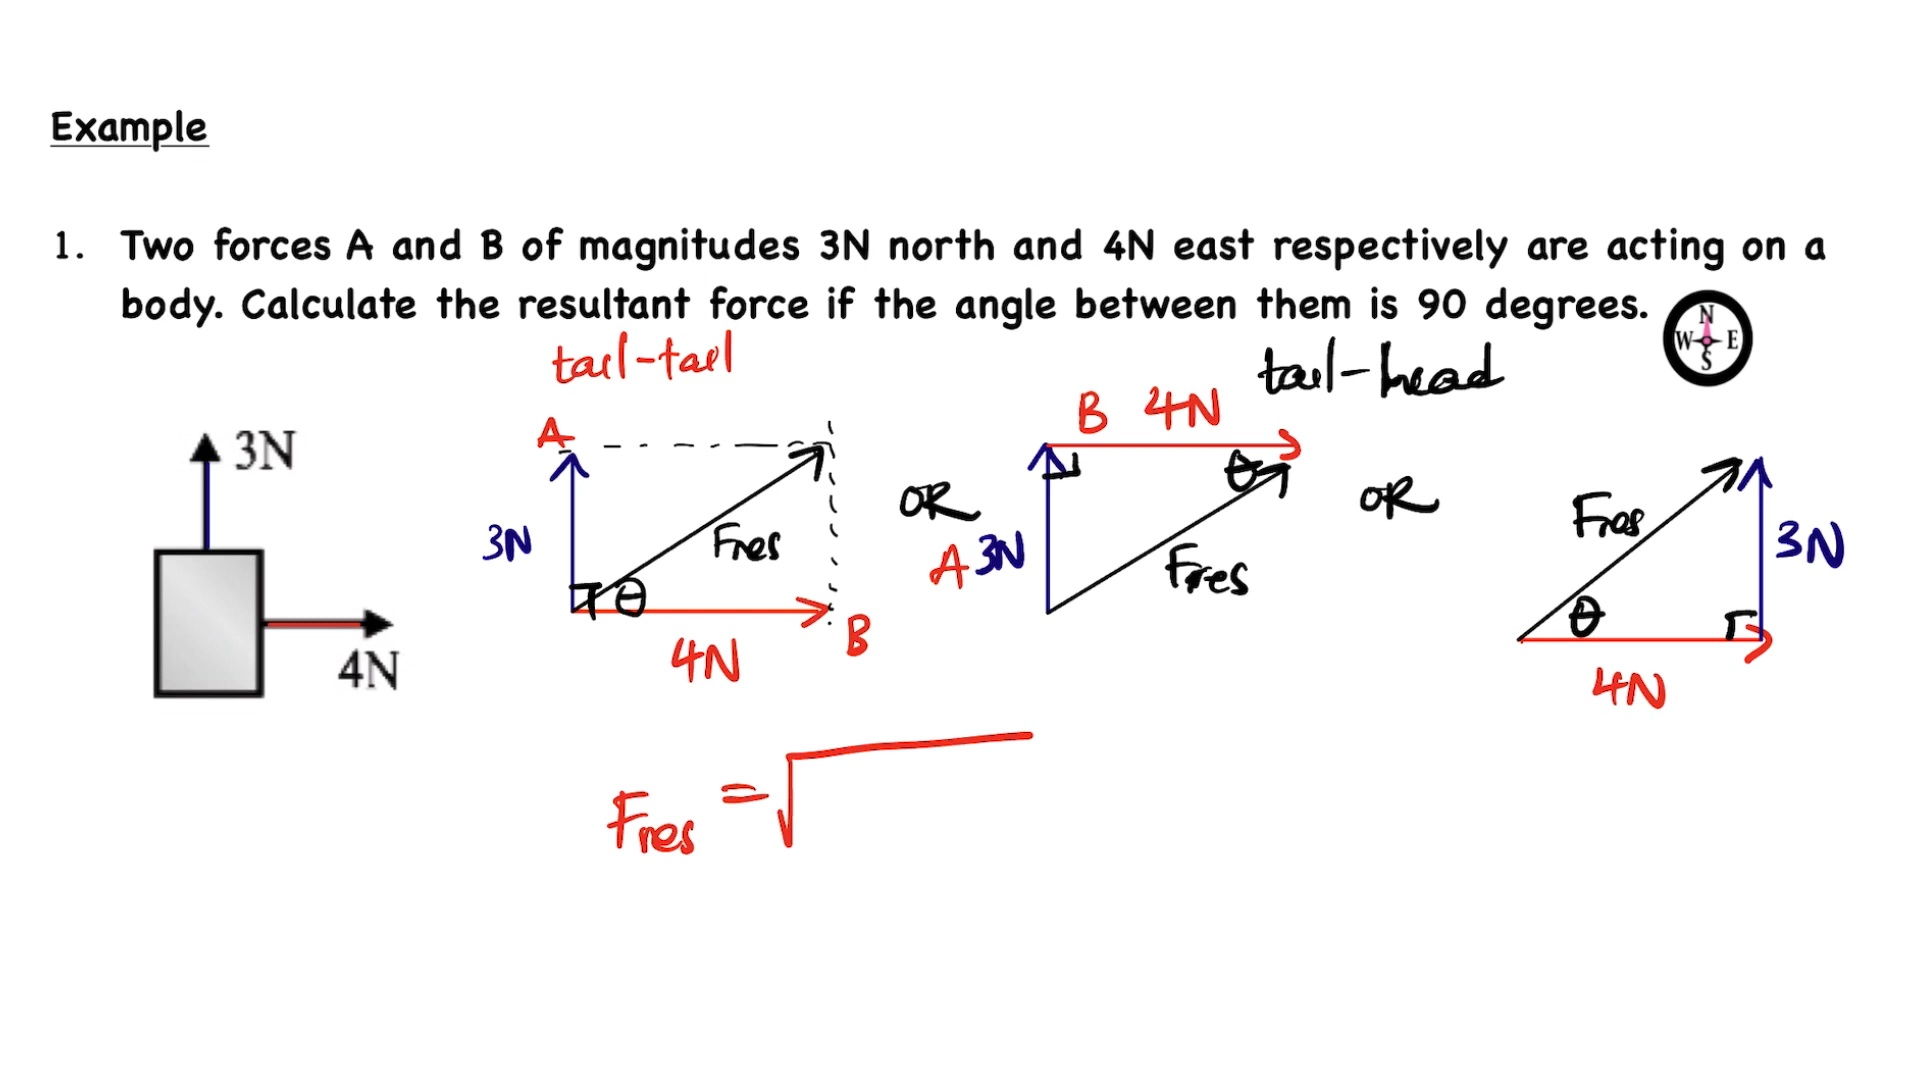 Example
1. Two forces A and B of magnitudes 3N north and 4N east respectively are acting on a
body. Calculate the resultant force if the angle between them is 90 degrees.
N
W E
S
tail-tail
tail-head
3N
4N
A
3N
Fres
θ
4N
B
OR
B 4N
A 3N
θ
Fres
OR
Fres
3N
θ
4N
Fres = √